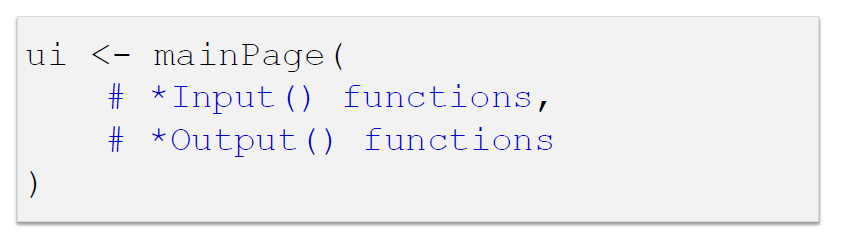 ui <- mainPage(
    # *Input() functions,
    # *Output() functions
)